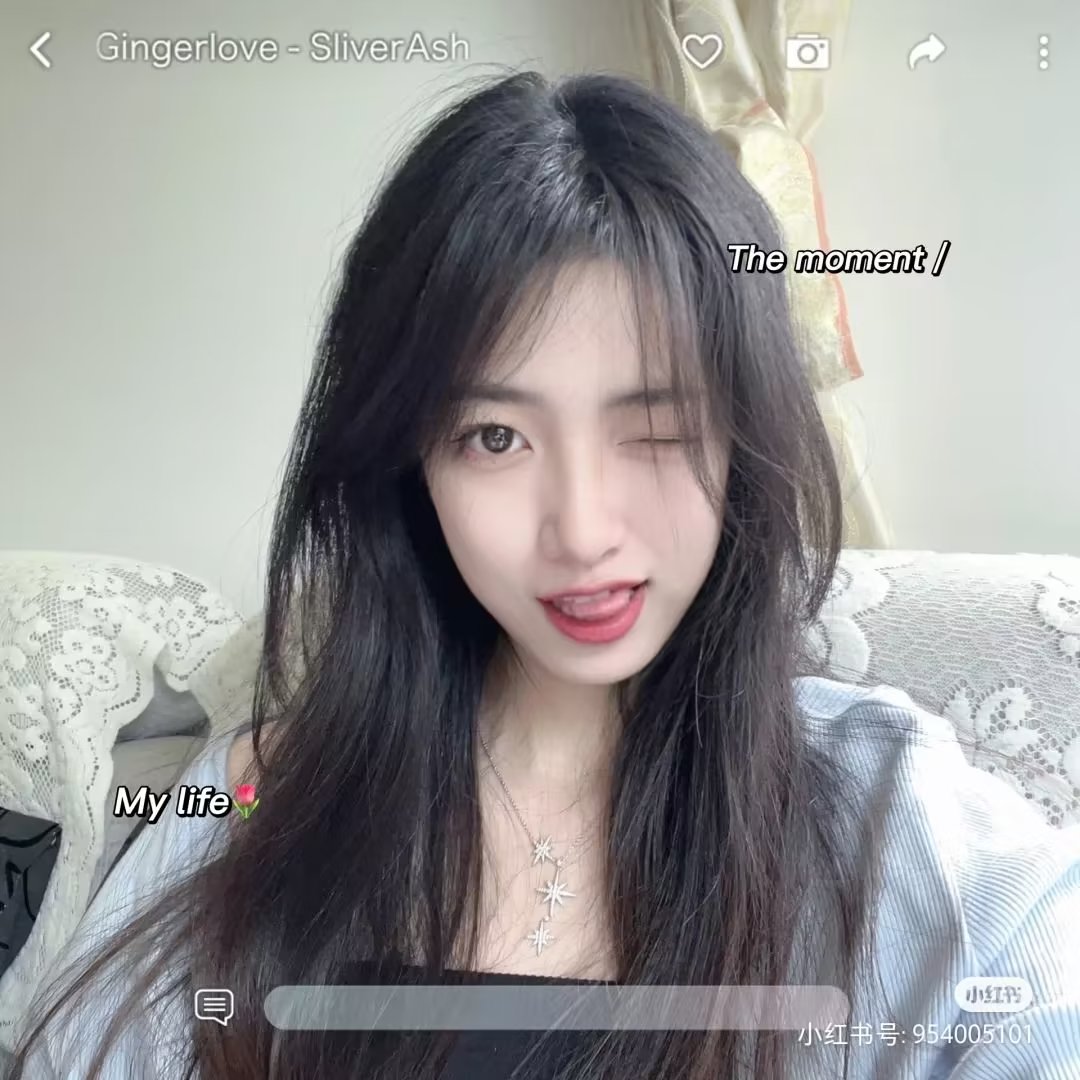 Gingerlove - SliverAsh
The moment /
My life🌷
小红书
小红书号: 954005101